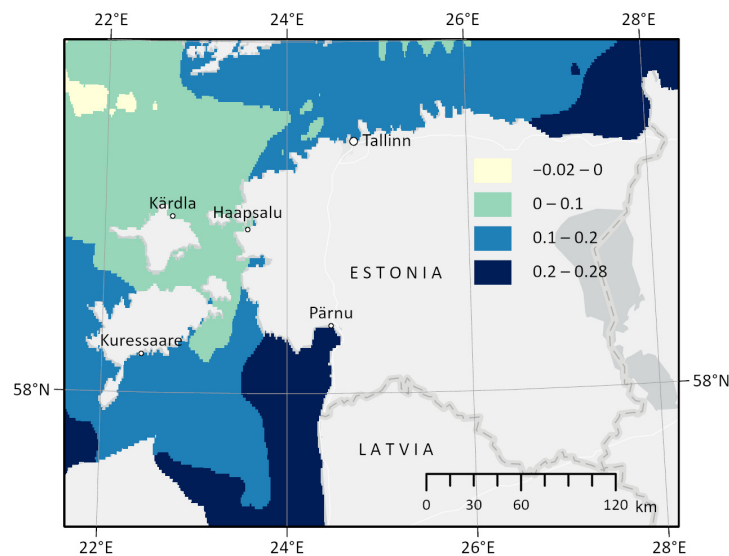 22°E 24°E 26°E 28°E
Tallinn
−0.02 – 0
Kärdla
0 – 0.1
Haapsalu
0.1 – 0.2
ESTONIA
0.2 – 0.28
Pärnu
Kuressaare
58°N 58°N
LATVIA
0 30 60 120 km
22°E 24°E 26°E 28°E